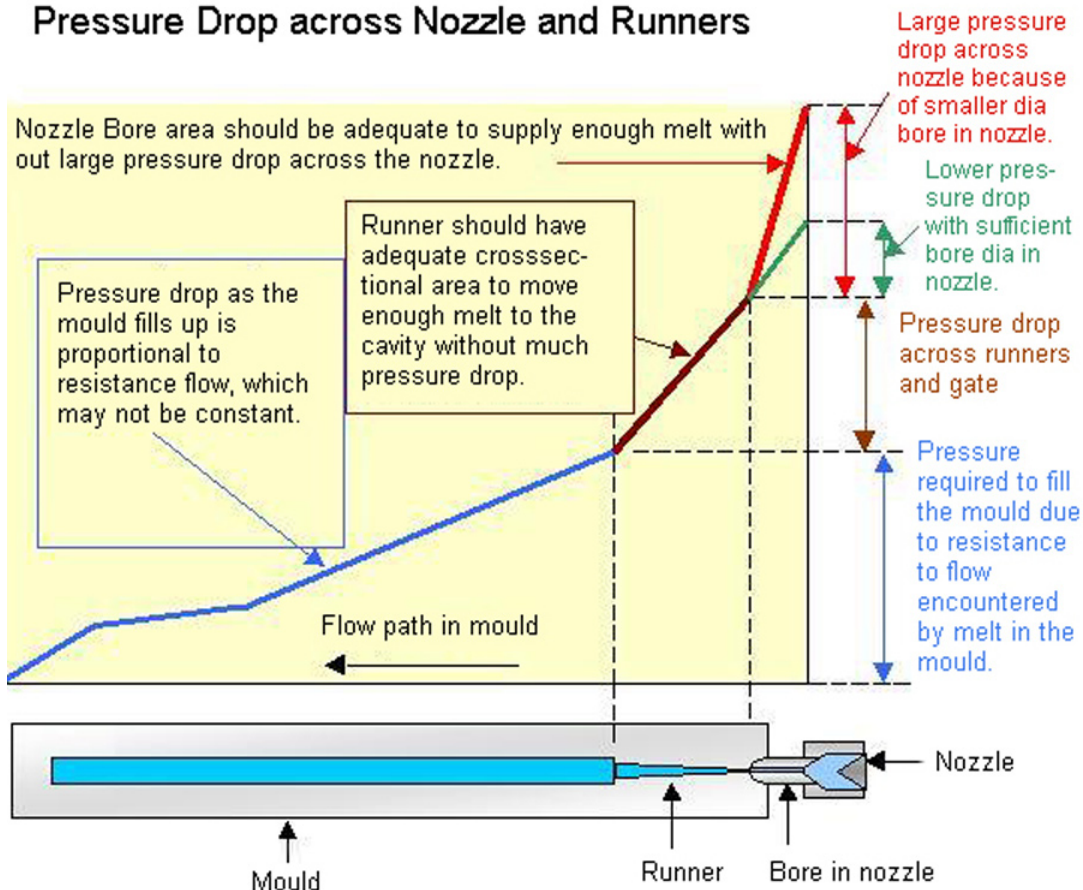 Pressure Drop across Nozzle and Runners
Large pressure
drop across
nozzle because
of smaller dia
bore in nozzle.
Nozzle Bore area should be adequate to supply enough melt with
out large pressure drop across the nozzle.
Lower pres-
sure drop
with sufficient
bore dia in
nozzle.
Runner should have
adequate crosssec-
tional area to move
enough melt to the
cavity without much
pressure drop.
Pressure drop as the
mould fills up is
proportional to
resistance flow, which
may not be constant.
Pressure drop
across runners
and gate
Pressure
required to fill
the mould due
to resistance
to flow
encountered
by melt in the
mould.
Flow path in mould
Nozzle
Mould
Runner
Bore in nozzle